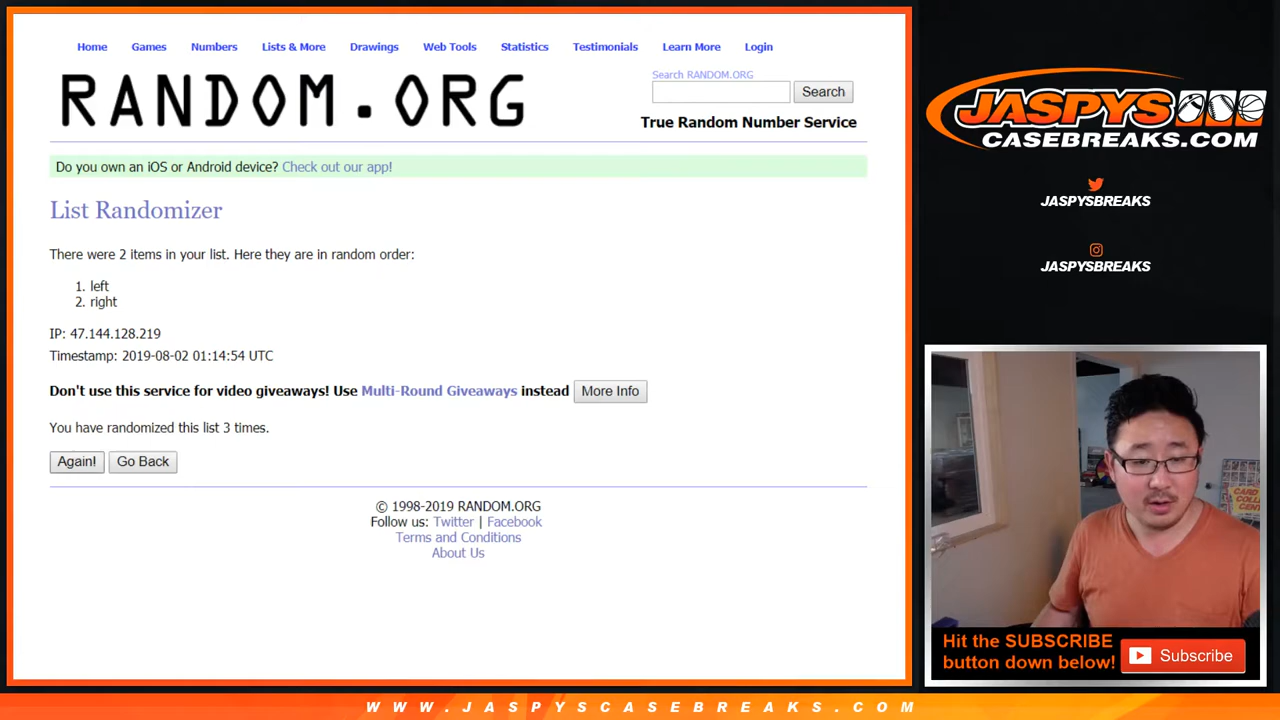 Home Games Numbers Lists & More Drawings Web Tools Statistics Testimonials Learn More Login
RANDOM.ORG
Search RANDOM.ORG
Search
True Random Number Service
Do you own an iOS or Android device? Check out our app!
List Randomizer
There were 2 items in your list. Here they are in random order:
1. left
2. right
IP: 47.144.128.219
Timestamp: 2019-08-02 01:14:54 UTC
Don't use this service for video giveaways! Use Multi-Round Giveaways instead More Info
You have randomized this list 3 times.
Again! Go Back
© 1998-2019 RANDOM.ORG
Follow us: Twitter | Facebook
Terms and Conditions
About Us
JASPYS
CASEBREAKS.COM
JASPYSBREAKS
JASPYSBREAKS
CARD
Hit the SUBSCRIBE
button down below!
Subscribe
WWW.JASPYSCASEBREAKS.COM